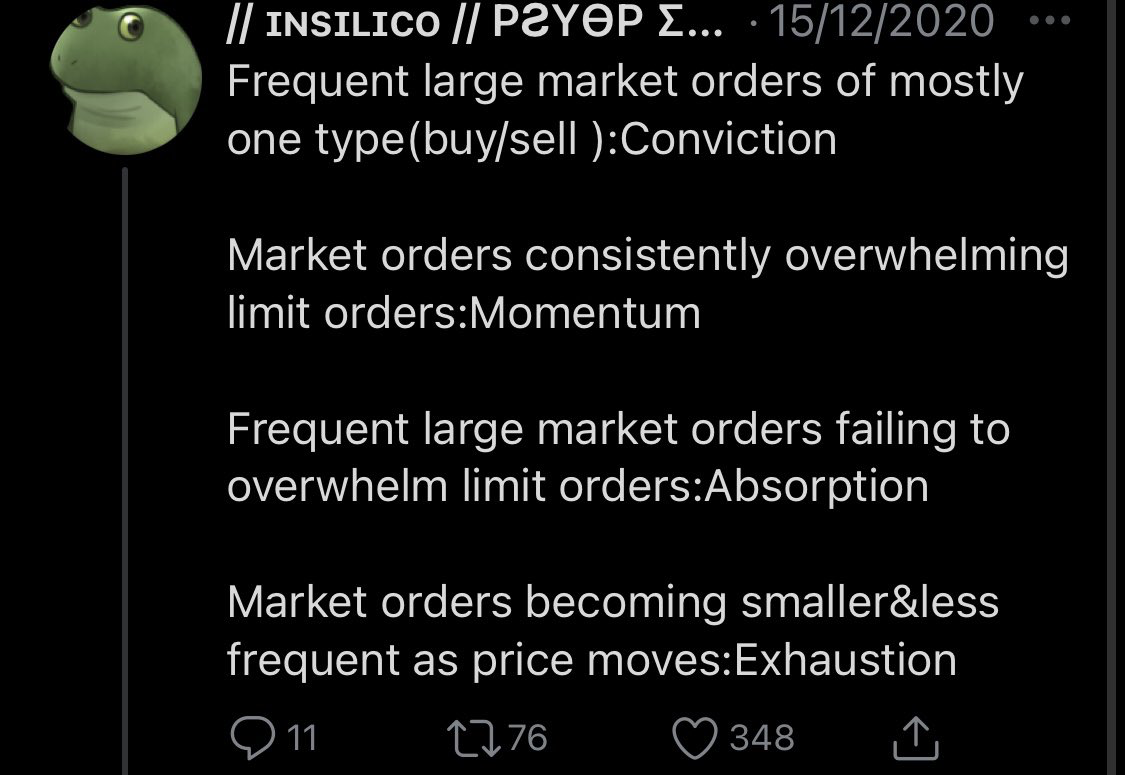 // INSILICO // PƧYӨP Σ... · 15/12/2020
Frequent large market orders of mostly
one type(buy/sell ):Conviction
Market orders consistently overwhelming
limit orders:Momentum
Frequent large market orders failing to
overwhelm limit orders:Absorption
Market orders becoming smaller&less
frequent as price moves:Exhaustion
11 76 348